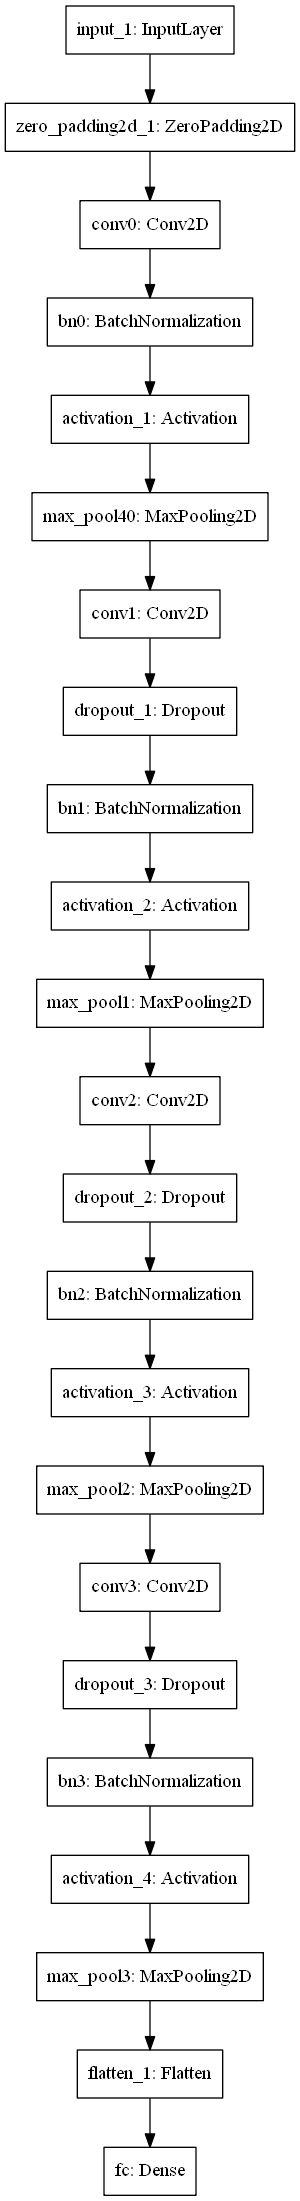 input_1: InputLayer
zero_padding2d_1: ZeroPadding2D
conv0: Conv2D
bn0: BatchNormalization
activation_1: Activation
max_pool40: MaxPooling2D
conv1: Conv2D
dropout_1: Dropout
bn1: BatchNormalization
activation_2: Activation
max_pool1: MaxPooling2D
conv2: Conv2D
dropout_2: Dropout
bn2: BatchNormalization
activation_3: Activation
max_pool2: MaxPooling2D
conv3: Conv2D
dropout_3: Dropout
bn3: BatchNormalization
activation_4: Activation
max_pool3: MaxPooling2D
flatten_1: Flatten
fc: Dense